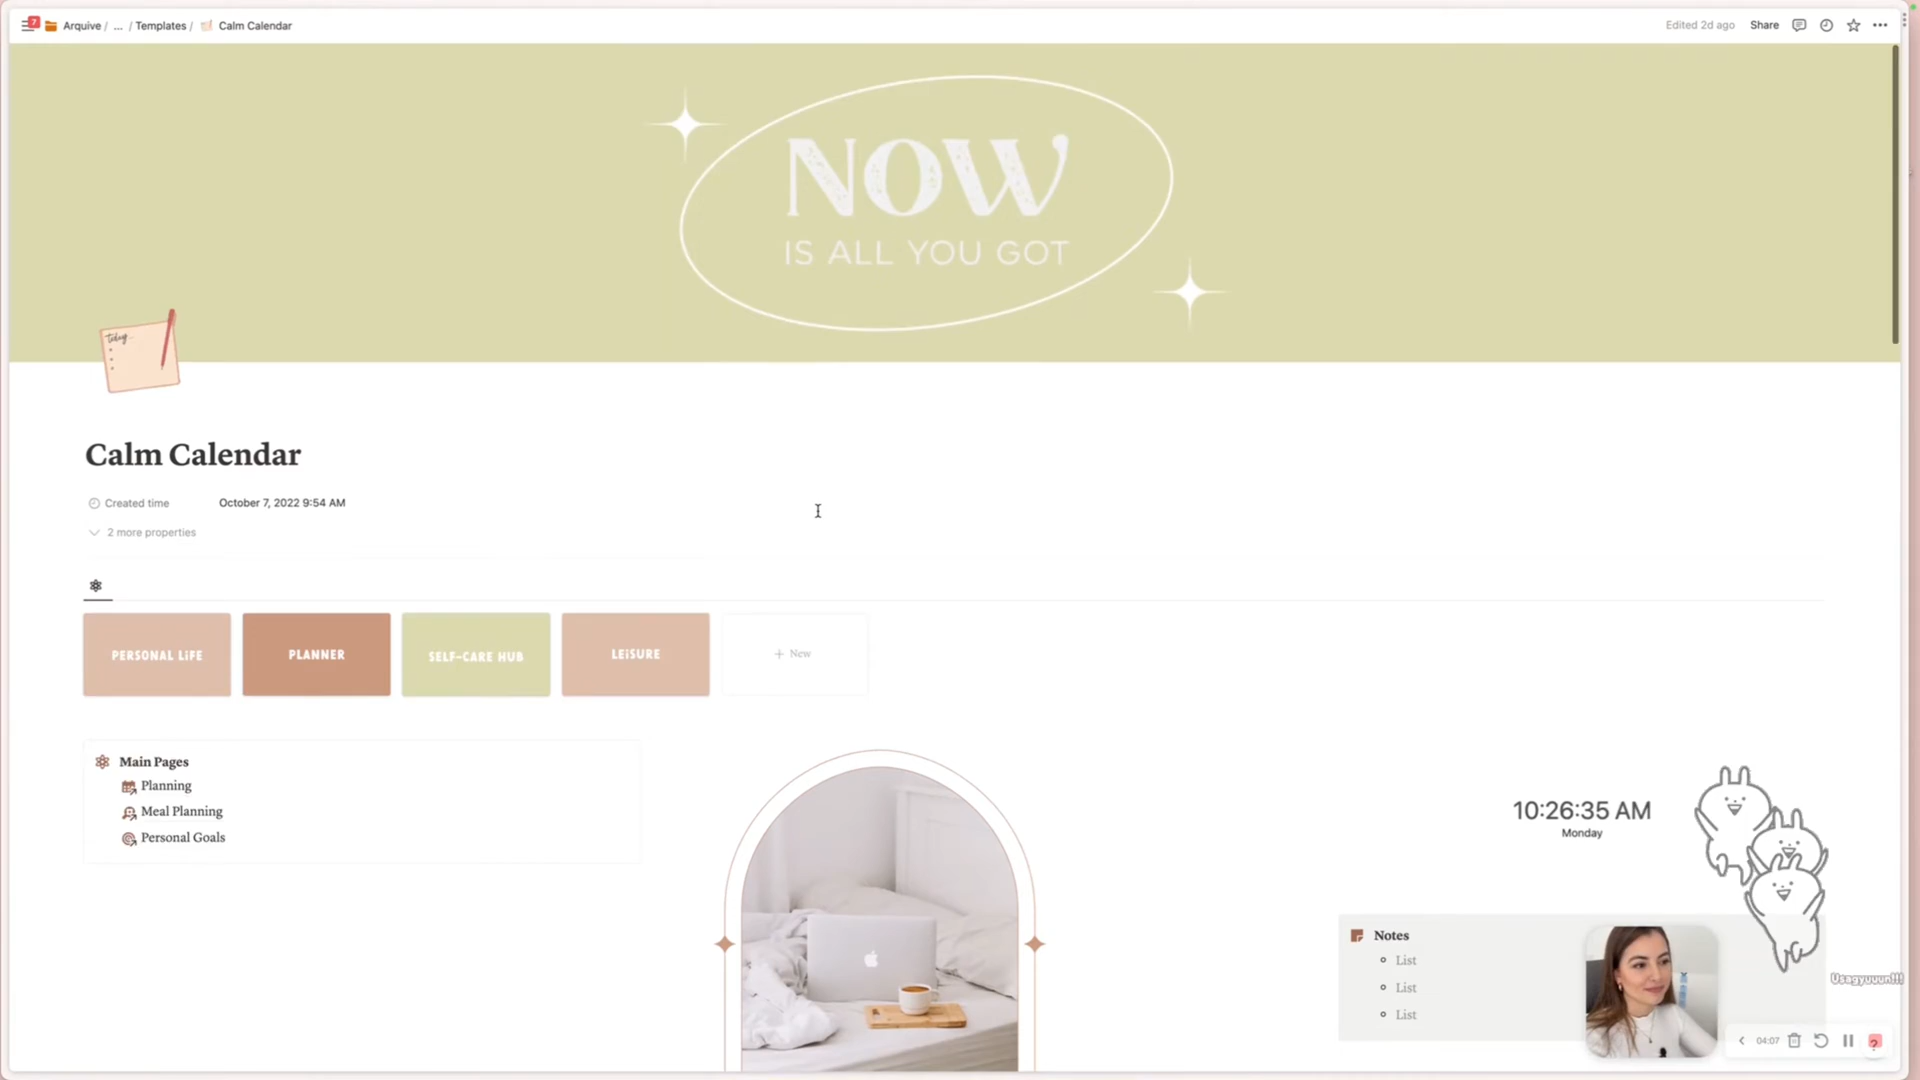 7
Arquive / ... / Templates / Calm Calendar
Edited 2d ago Share
NOW
IS ALL YOU GOT
today...
Calm Calendar
Created time October 7, 2022 9:54 AM
2 more properties
PERSONAL LiFE
PLANNER
SELF-CARE HUB
LEiSURE
+ New
Main Pages
Planning
Meal Planning
Personal Goals
10:26:35 AM
Monday
Notes
List
List
List
Usagyuuun!!!
04:07